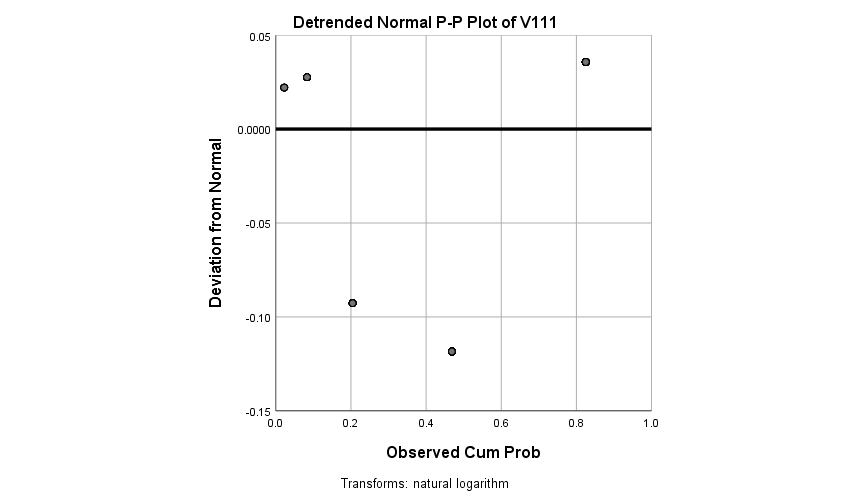 Detrended Normal P-P Plot of V111
0.05
0.0000
-0.05
-0.10
-0.15
Deviation from Normal
0.0
0.2
0.4
0.6
0.8
1.0
Observed Cum Prob
Transforms: natural logarithm